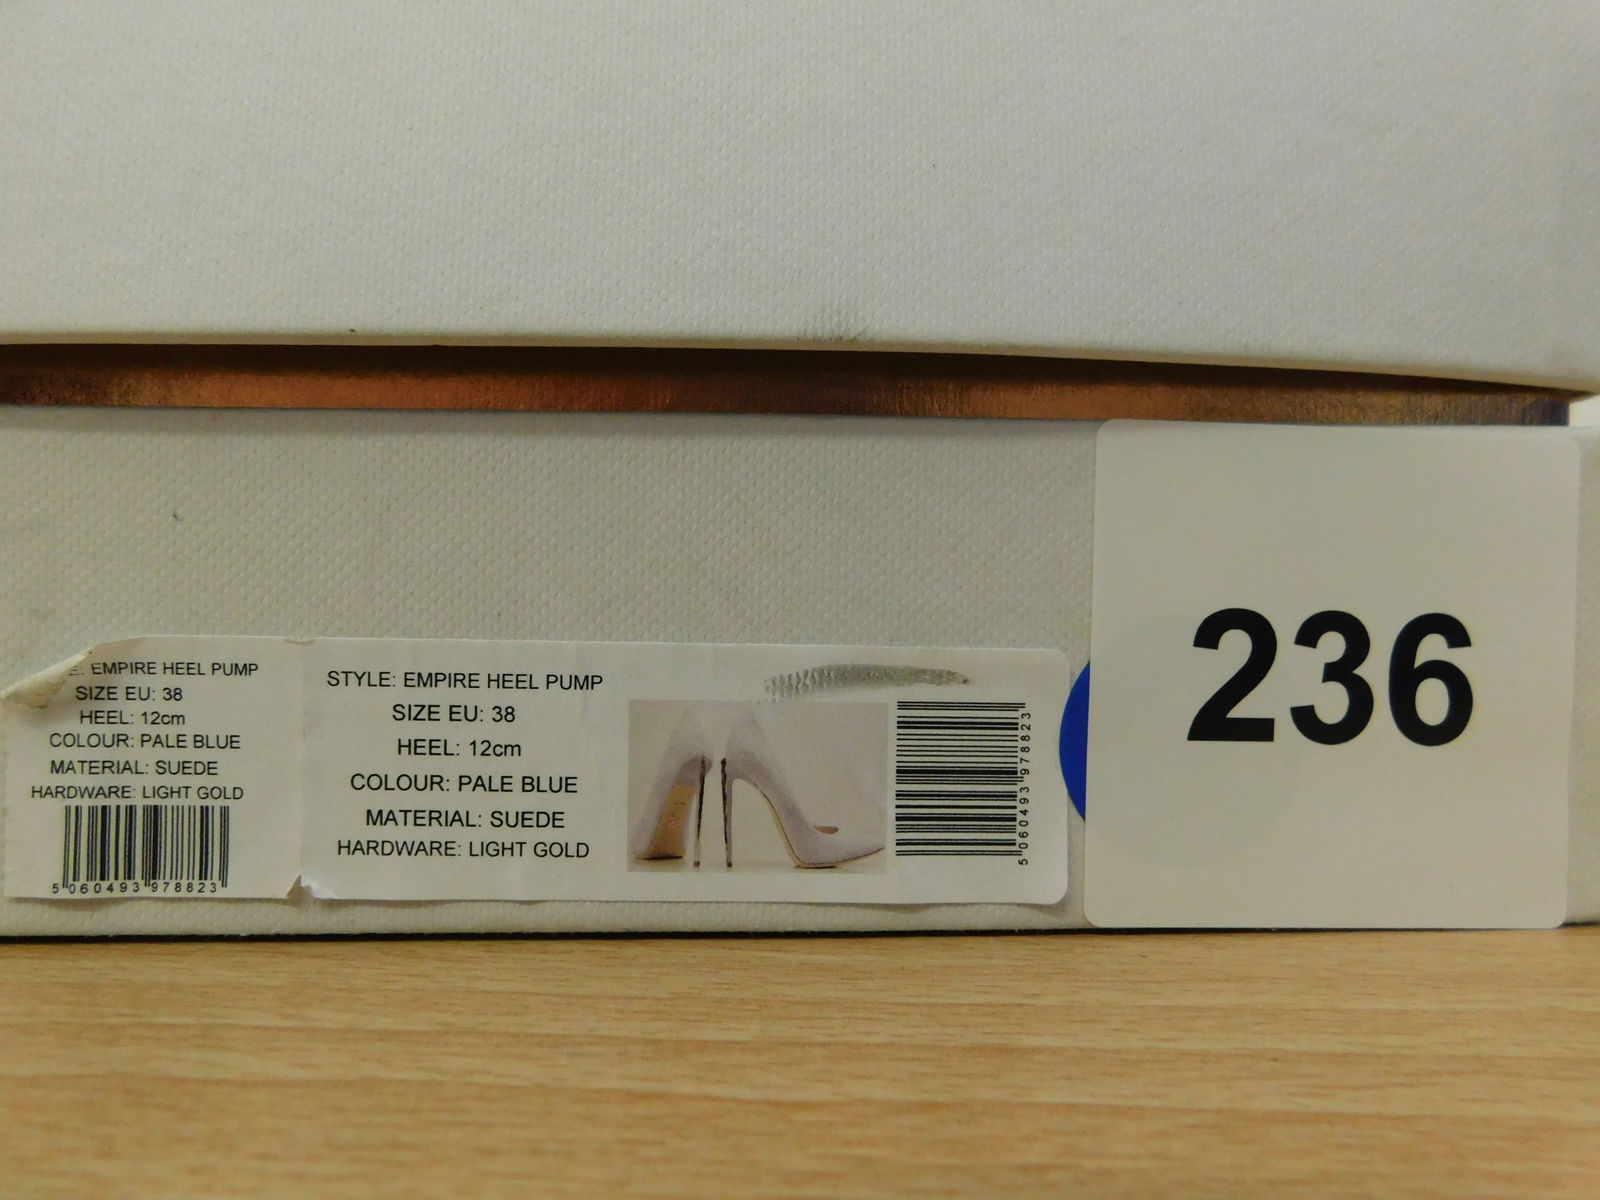 EMPIRE HEEL PUMP
SIZE EU: 38
HEEL: 12cm
COLOUR: PALE BLUE
MATERIAL: SUEDE
HARDWARE: LIGHT GOLD
5 060493 978823
STYLE: EMPIRE HEEL PUMP
SIZE EU: 38
HEEL: 12cm
COLOUR: PALE BLUE
MATERIAL: SUEDE
HARDWARE: LIGHT GOLD
5 060493 978823
236